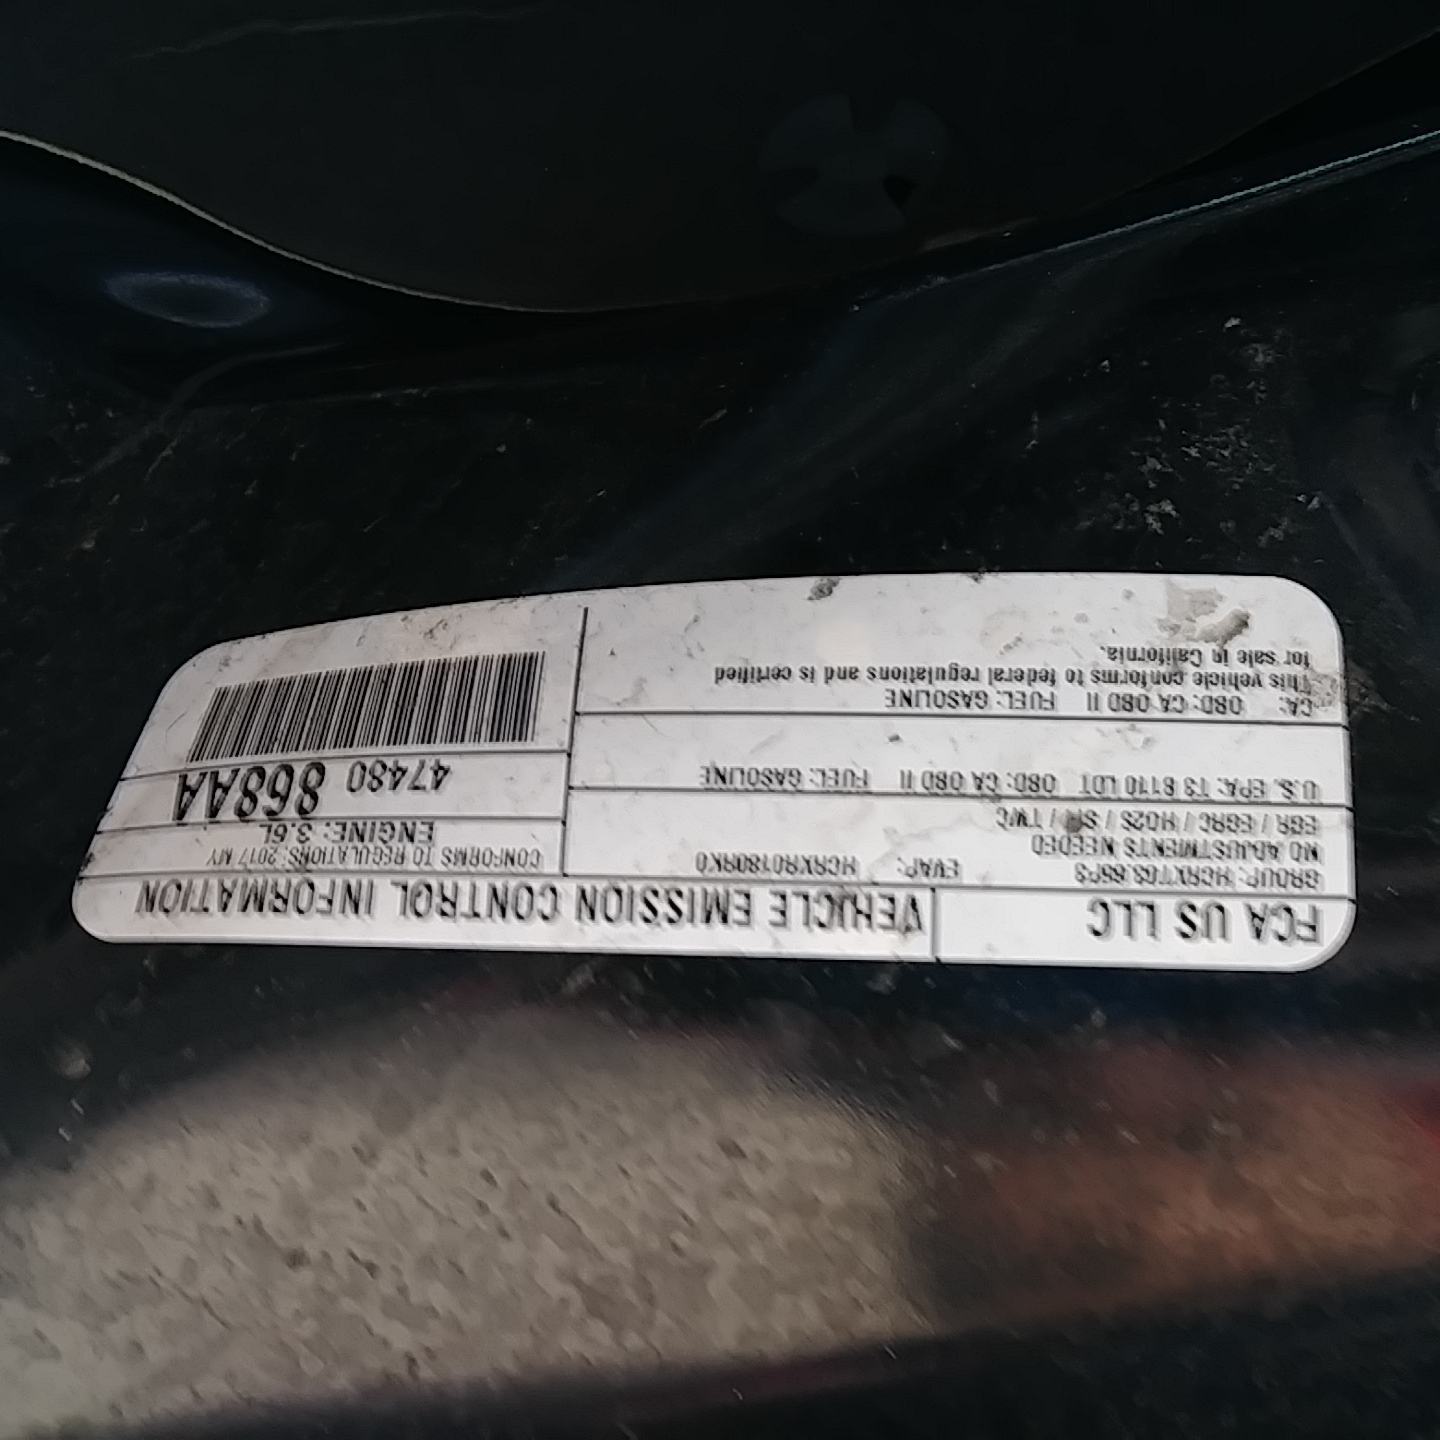 FCA US LLC
VEHICLE EMISSION CONTROL INFORMATION
GROUP: HCRXT03.65P3 EVAP: HCRXR0180RK0
NO ADJUSTMENTS NEEDED
EGR / EGRC / HO2S / SFI / TWC
U.S. EPA: T3 B110 LDT OBD: CA OBD II FUEL: GASOLINE
CA: OBD: CA OBD II FUEL: GASOLINE
This vehicle conforms to federal regulations and is certified
for sale in California.
CONFORMS TO REGULATIONS: 2017 MY
ENGINE: 3.6L
47480 868AA